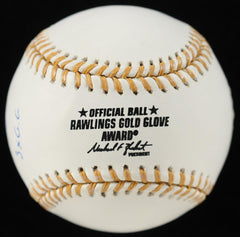 ★ OFFICIAL BALL ★
RAWLINGS GOLD GLOVE
AWARD®
PRESIDENT